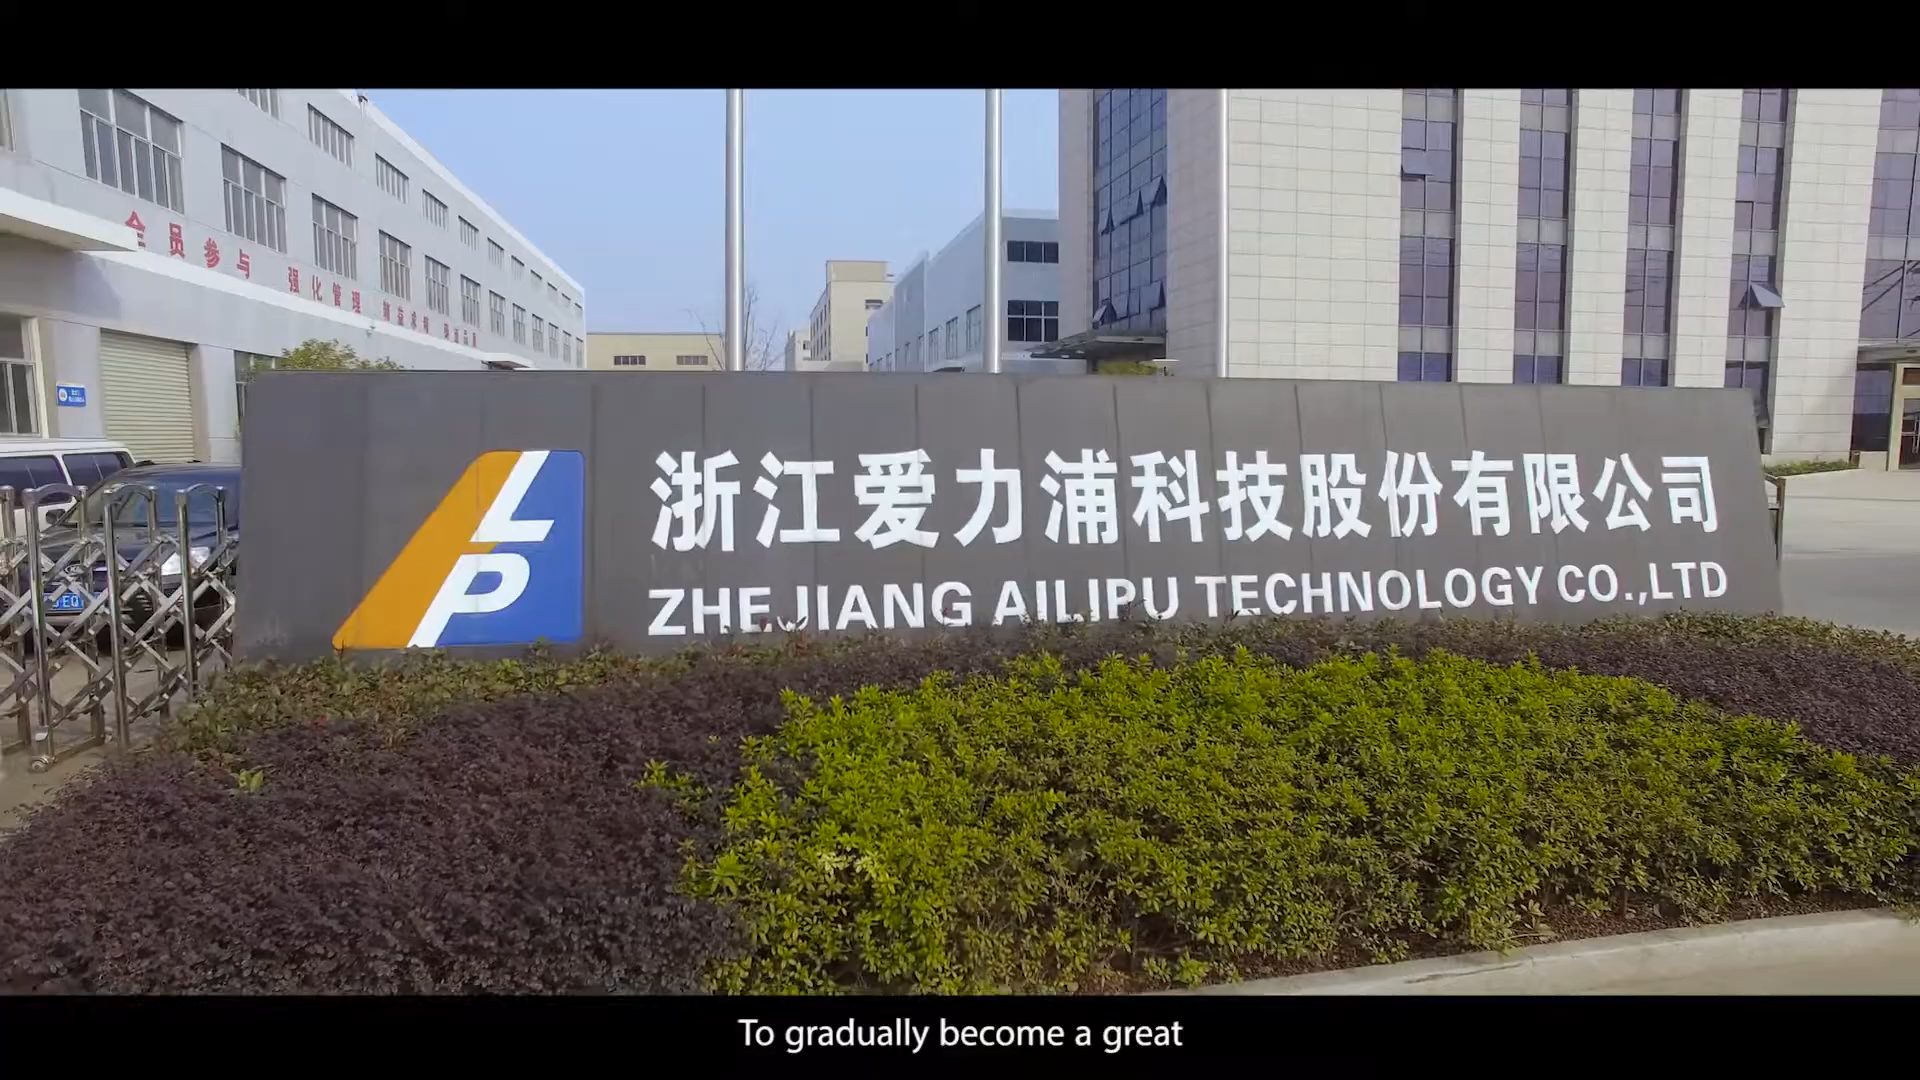 全员参与 强化管理
L
P
浙江爱力浦科技股份有限公司
ZHEJIANG AILIPU TECHNOLOGY CO.,LTD
To gradually become a great